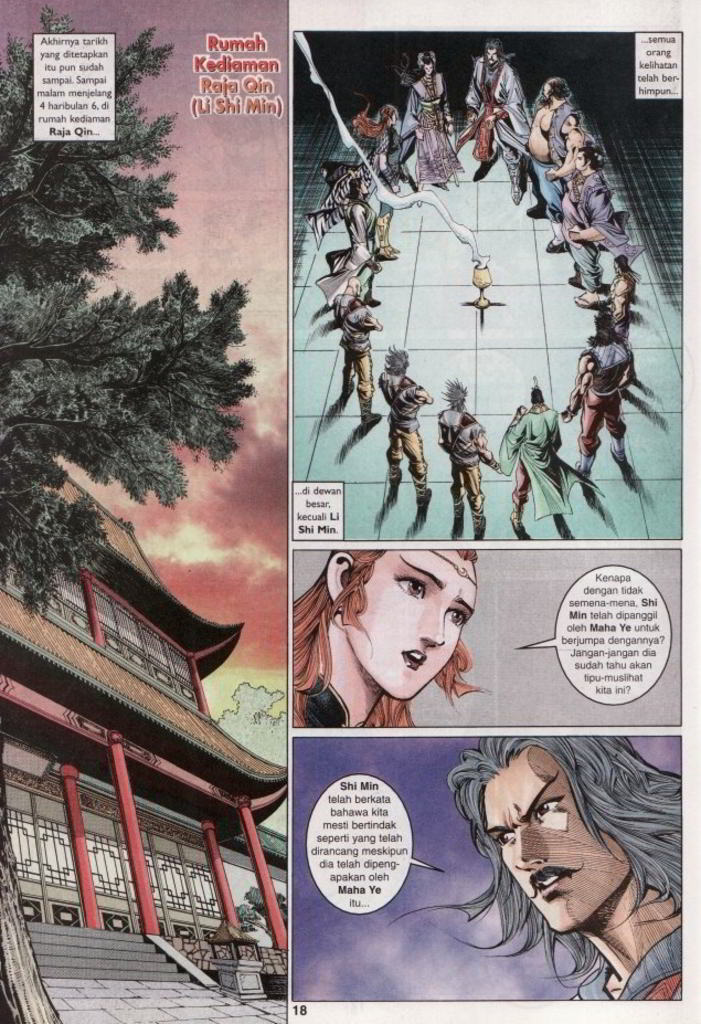 Akhirnya tarikh
yang ditetapkan
itu pun sudah
sampai. Sampai
malam menjelang
4 haribulan 6, di
rumah kediaman
Raja Qin...
Rumah
Kediaman
Raja Qin
(Li Shi Min)
...semua
orang
kelihatan
telah ber-
himpun...
...di dewan
besar,
kecuali Li
Shi Min.
Kenapa
dengan tidak
semena-mena, Shi
Min telah dipanggil
oleh Maha Ye untuk
berjumpa dengannya?
Jangan-jangan dia
sudah tahu akan
tipu-muslihat
kita ini?
Shi Min
telah berkata
bahawa kita
mesti bertindak
seperti yang telah
dirancang meskipun
dia telah dipeng-
apakan oleh
Maha Ye
itu...
18